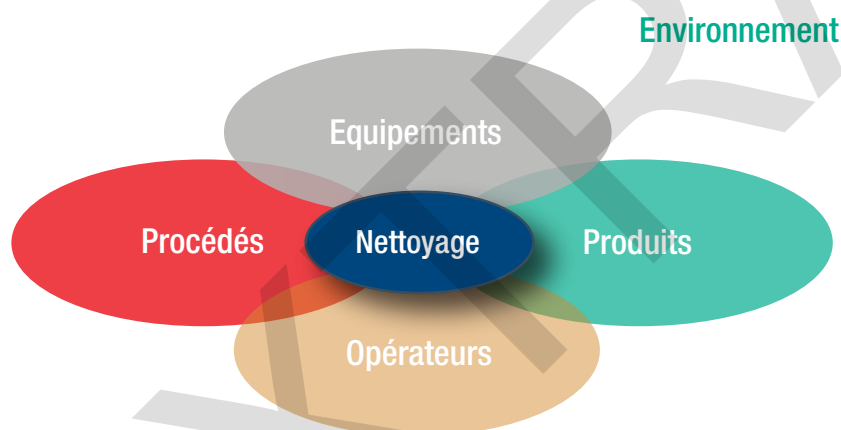 Environnement
Equipements
Procédés
Nettoyage
Produits
Opérateurs